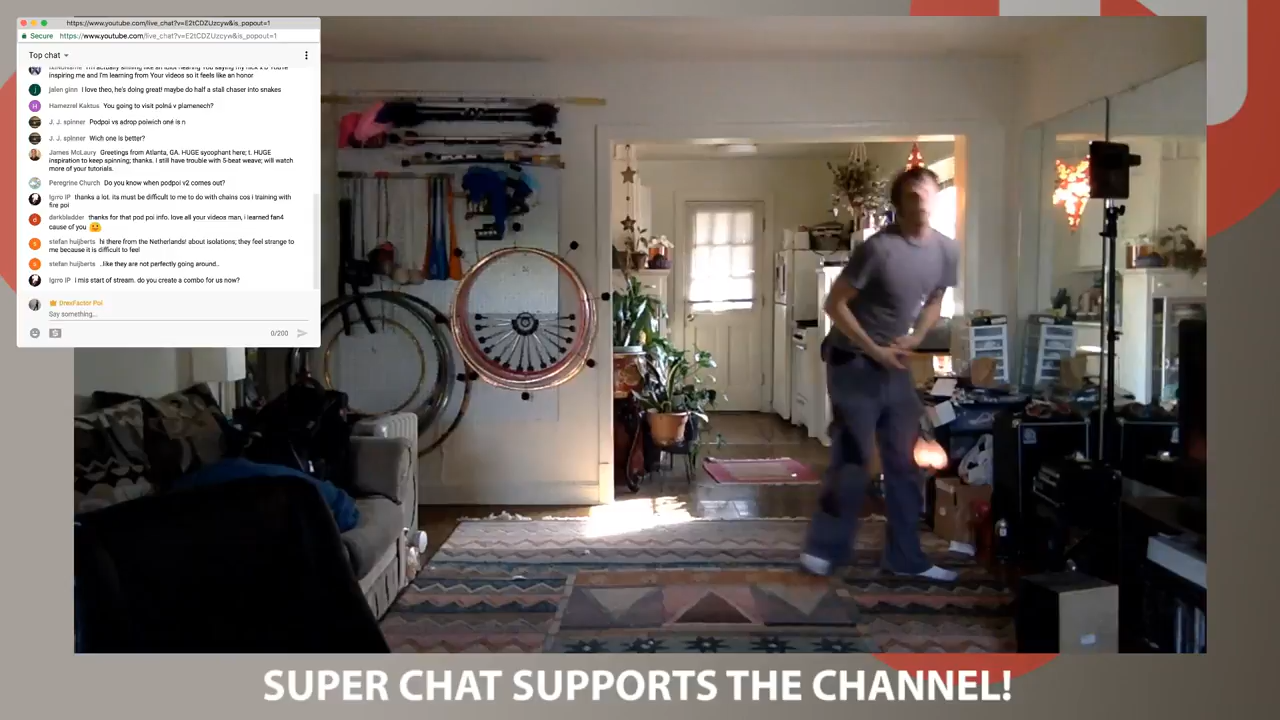 https://www.youtube.com/live_chat?v=E2tCDZUzcyw&is_popout=1
Secure https://www.youtube.com/live_chat?v=E2tCDZUzcyw&is_popout=1
Top chat
inspiring me and I'm learning from Your videos so it feels like an honor
jalen ginn I love theo, he's doing great! maybe do half a stall chaser into snakes
Hamezrel Kaktus You going to visit polná v plamenech?
J. J. spinner Podpoi vs adrop poiwich oné is n
J. J. spinner Wich one is better?
James McLaury Greetings from Atlanta, GA. HUGE sycophant here; t. HUGE
inspiration to keep spinning; thanks. I still have trouble with 5-beat weave; will watch
more of your tutorials.
Peregrine Church Do you know when podpoi v2 comes out?
Igrro IP thanks a lot. its must be difficult to me to do with chains cos i training with
fire poi
derkbladder thanks for that pod poi info. love all your videos man, i learned fan4
cause of you
stefan huijberts hi there from the Netherlands! about isolations; they feel strange to
me because it is difficult to feel
stefan huijberts ..like they are not perfectly going around..
Igrro IP i mis start of stream. do you create a combo for us now?
DrexFactor Poi
Say something...
0/200
SUPER CHAT SUPPORTS THE CHANNEL!